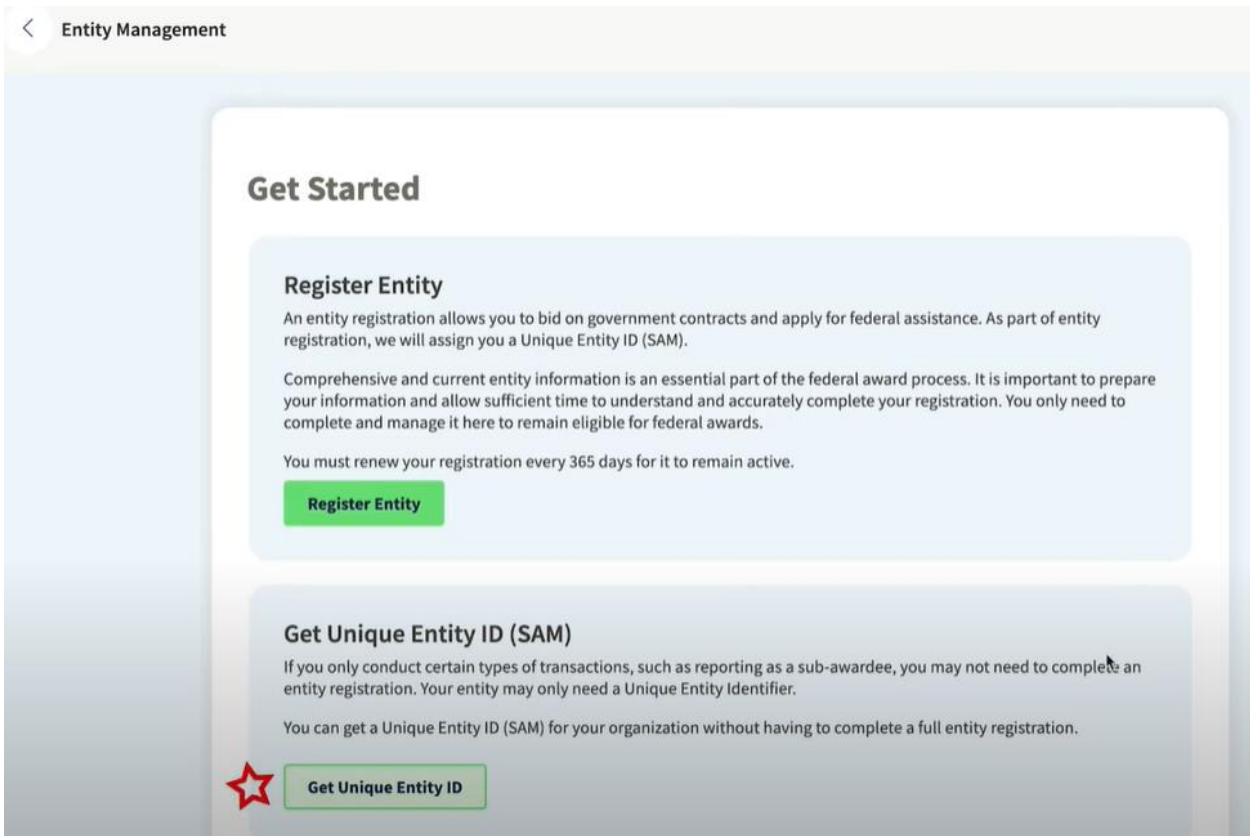 Entity Management
Get Started
Register Entity
An entity registration allows you to bid on government contracts and apply for federal assistance. As part of entity
registration, we will assign you a Unique Entity ID (SAM).
Comprehensive and current entity information is an essential part of the federal award process. It is important to prepare
your information and allow sufficient time to understand and accurately complete your registration. You only need to
complete and manage it here to remain eligible for federal awards.
You must renew your registration every 365 days for it to remain active.
Register Entity
Get Unique Entity ID (SAM)
If you only conduct certain types of transactions, such as reporting as a sub-awardee, you may not need to complete an
entity registration. Your entity may only need a Unique Entity Identifier.
You can get a Unique Entity ID (SAM) for your organization without having to complete a full entity registration.
Get Unique Entity ID